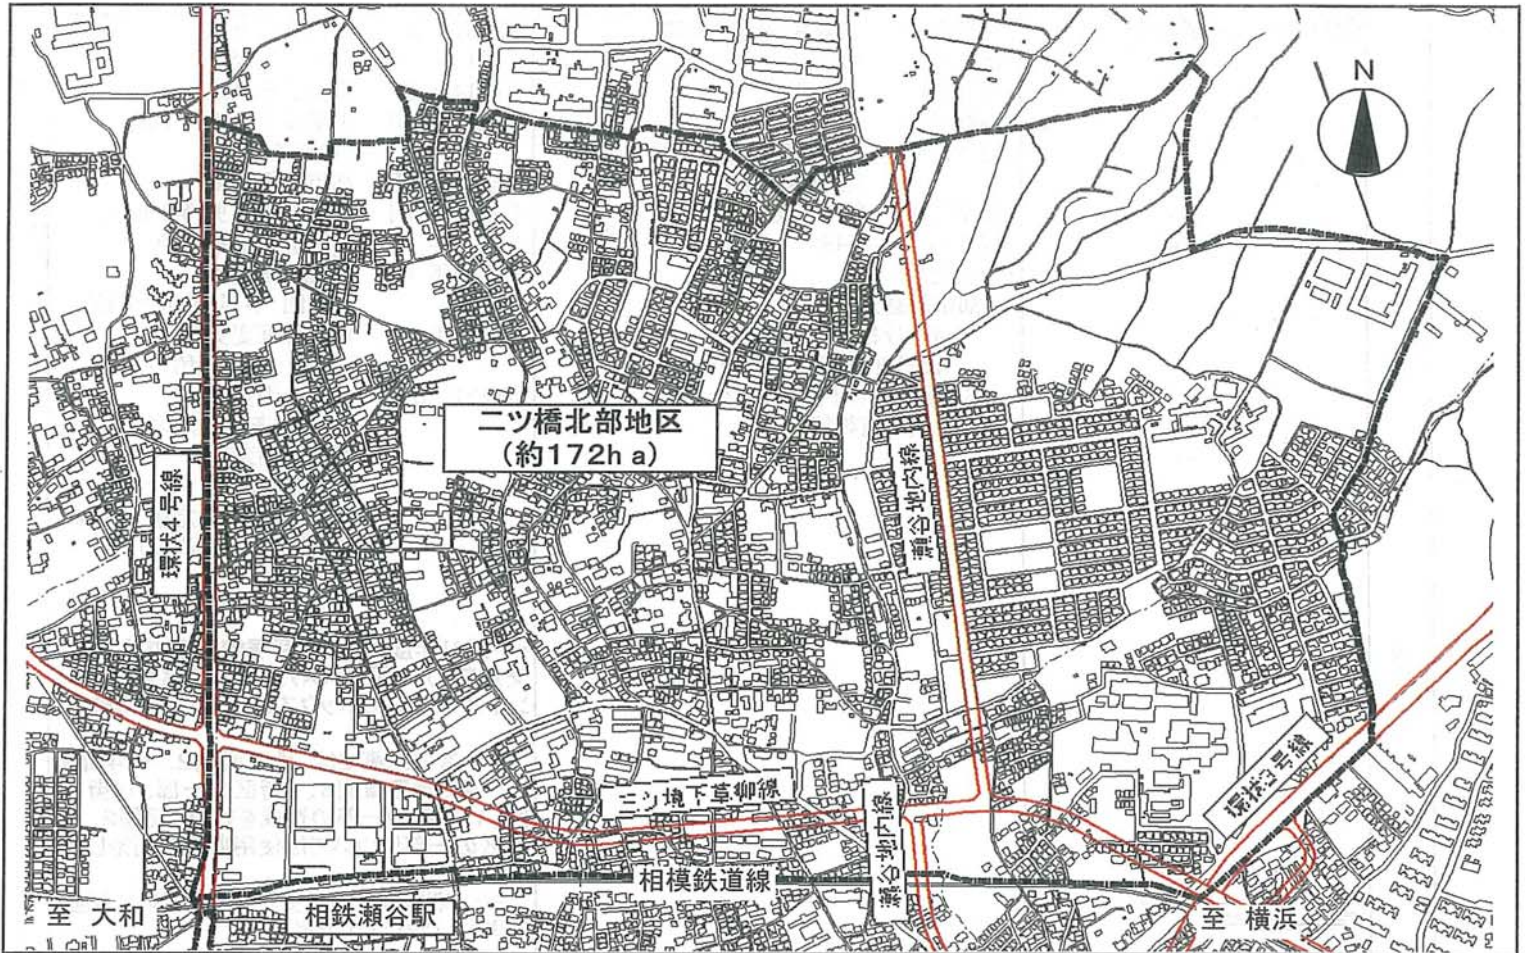 N
二ツ橋北部地区
(約172ha)
環状4号線
瀬谷地内線
三ツ境下草柳線
瀬谷地内線
環状3号線
相模鉄道線
至 大和
相鉄瀬谷駅
至 横浜